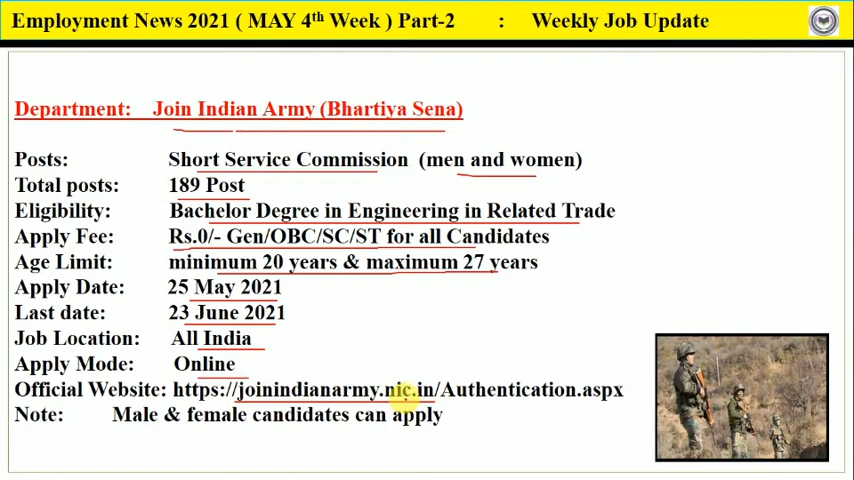 Employment News 2021 ( MAY 4th Week ) Part-2 : Weekly Job Update
Department: Join Indian Army (Bhartiya Sena)
Posts: Short Service Commission (men and women)
Total posts: 189 Post
Eligibility: Bachelor Degree in Engineering in Related Trade
Apply Fee: Rs.0/- Gen/OBC/SC/ST for all Candidates
Age Limit: minimum 20 years & maximum 27 years
Apply Date: 25 May 2021
Last date: 23 June 2021
Job Location: All India
Apply Mode: Online
Official Website: https://joinindianarmy.nic.in/Authentication.aspx
Note: Male & female candidates can apply